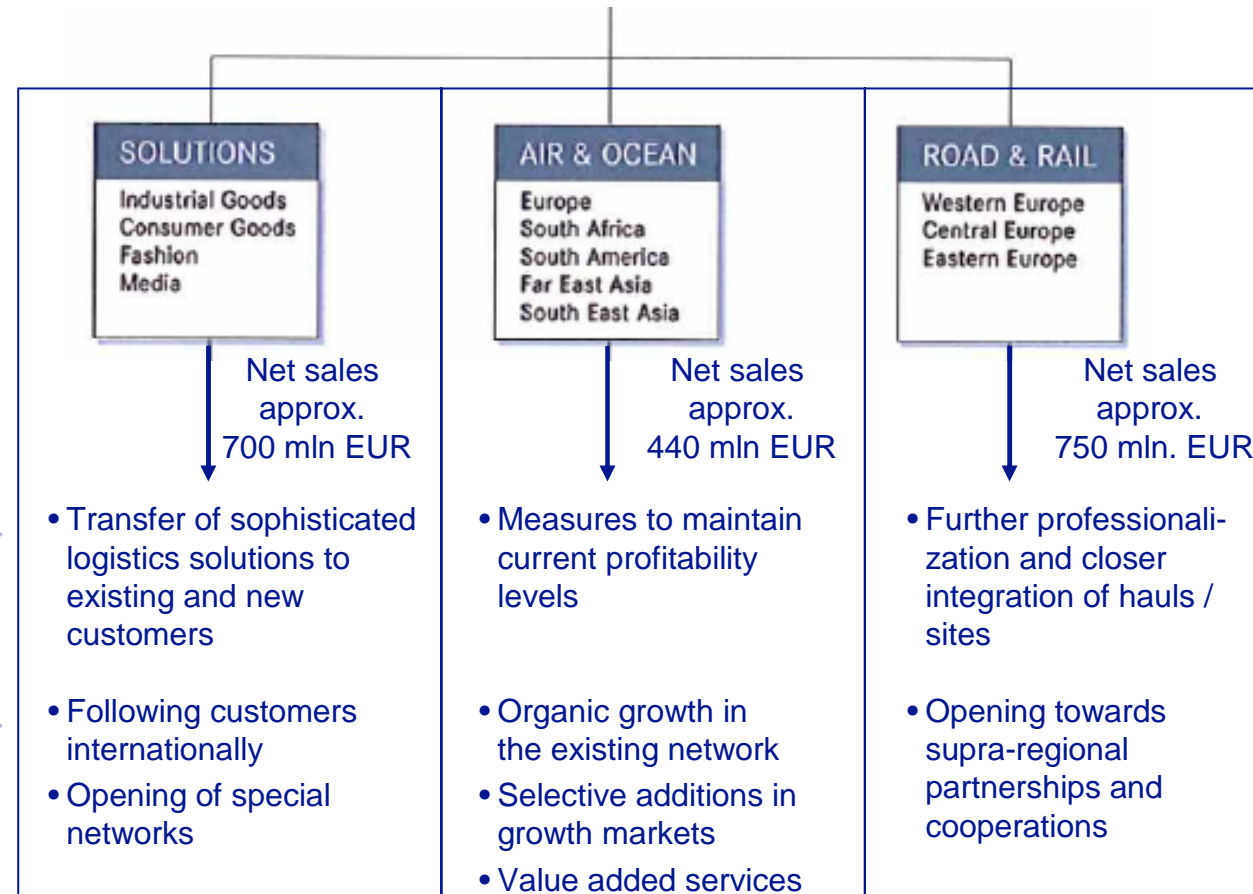 SOLUTIONS
Industrial Goods
Consumer Goods
Fashion
Media
Net sales
approx.
700 mln EUR
• Transfer of sophisticated
logistics solutions to
existing and new
customers
• Following customers
internationally
• Opening of special
networks
AIR & OCEAN
Europe
South Africa
South America
Far East Asia
South East Asia
Net sales
approx.
440 mln EUR
• Measures to maintain
current profitability
levels
• Organic growth in
the existing network
• Selective additions in
growth markets
• Value added services
ROAD & RAIL
Western Europe
Central Europe
Eastern Europe
Net sales
approx.
750 mln. EUR
• Further professionali-
zation and closer
integration of hauls /
sites
• Opening towards
supra-regional
partnerships and
cooperations